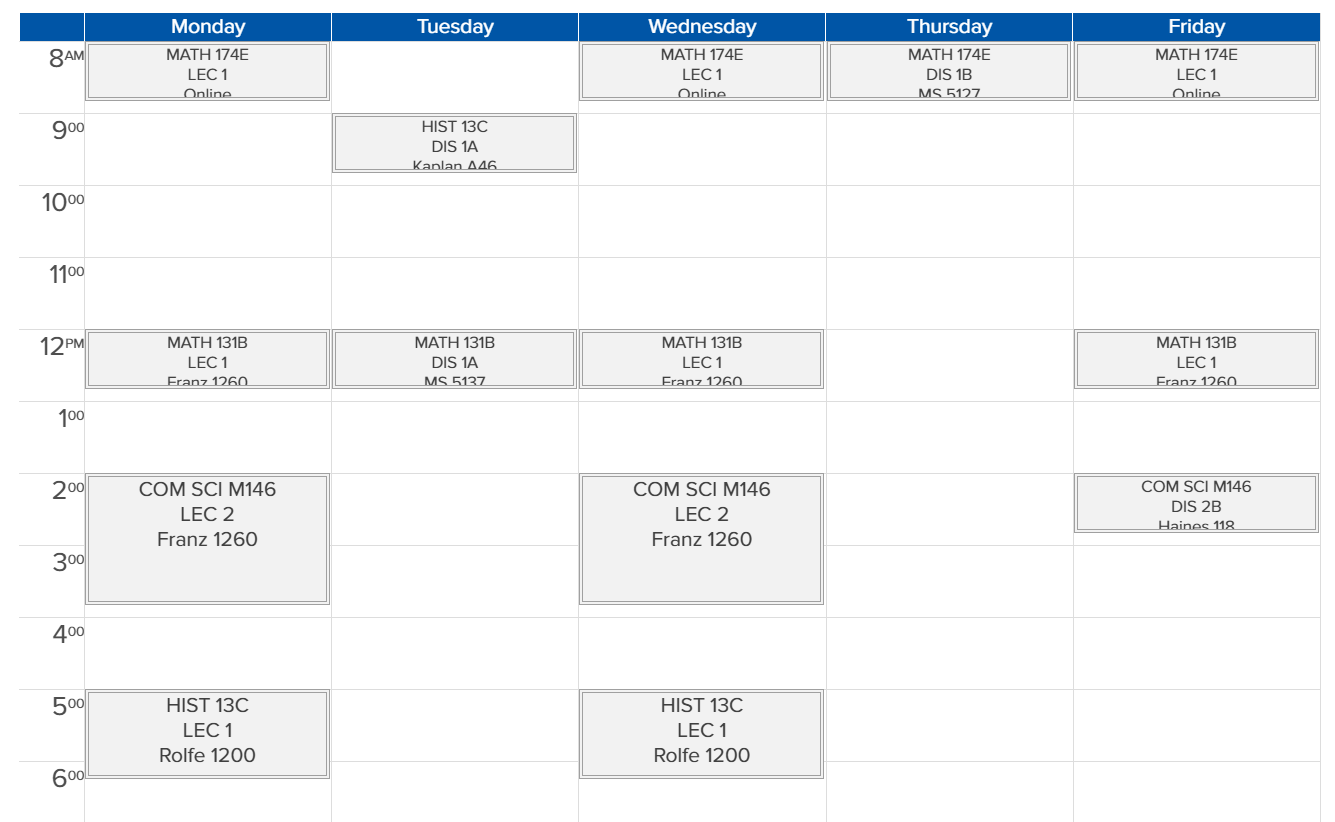 Monday Tuesday Wednesday Thursday Friday
8AM
MATH 174E
LEC 1
Online
MATH 174E
LEC 1
Online
MATH 174E
DIS 1B
MS 5127
MATH 174E
LEC 1
Online
900
HIST 13C
DIS 1A
Kaplan A46
1000
1100
12PM
MATH 131B
LEC 1
Franz 1260
MATH 131B
DIS 1A
MS 5137
MATH 131B
LEC 1
Franz 1260
MATH 131B
LEC 1
Franz 1260
100
200
COM SCI M146
LEC 2
Franz 1260
COM SCI M146
LEC 2
Franz 1260
COM SCI M146
DIS 2B
Haines 118
300
400
500
HIST 13C
LEC 1
Rolfe 1200
HIST 13C
LEC 1
Rolfe 1200
600